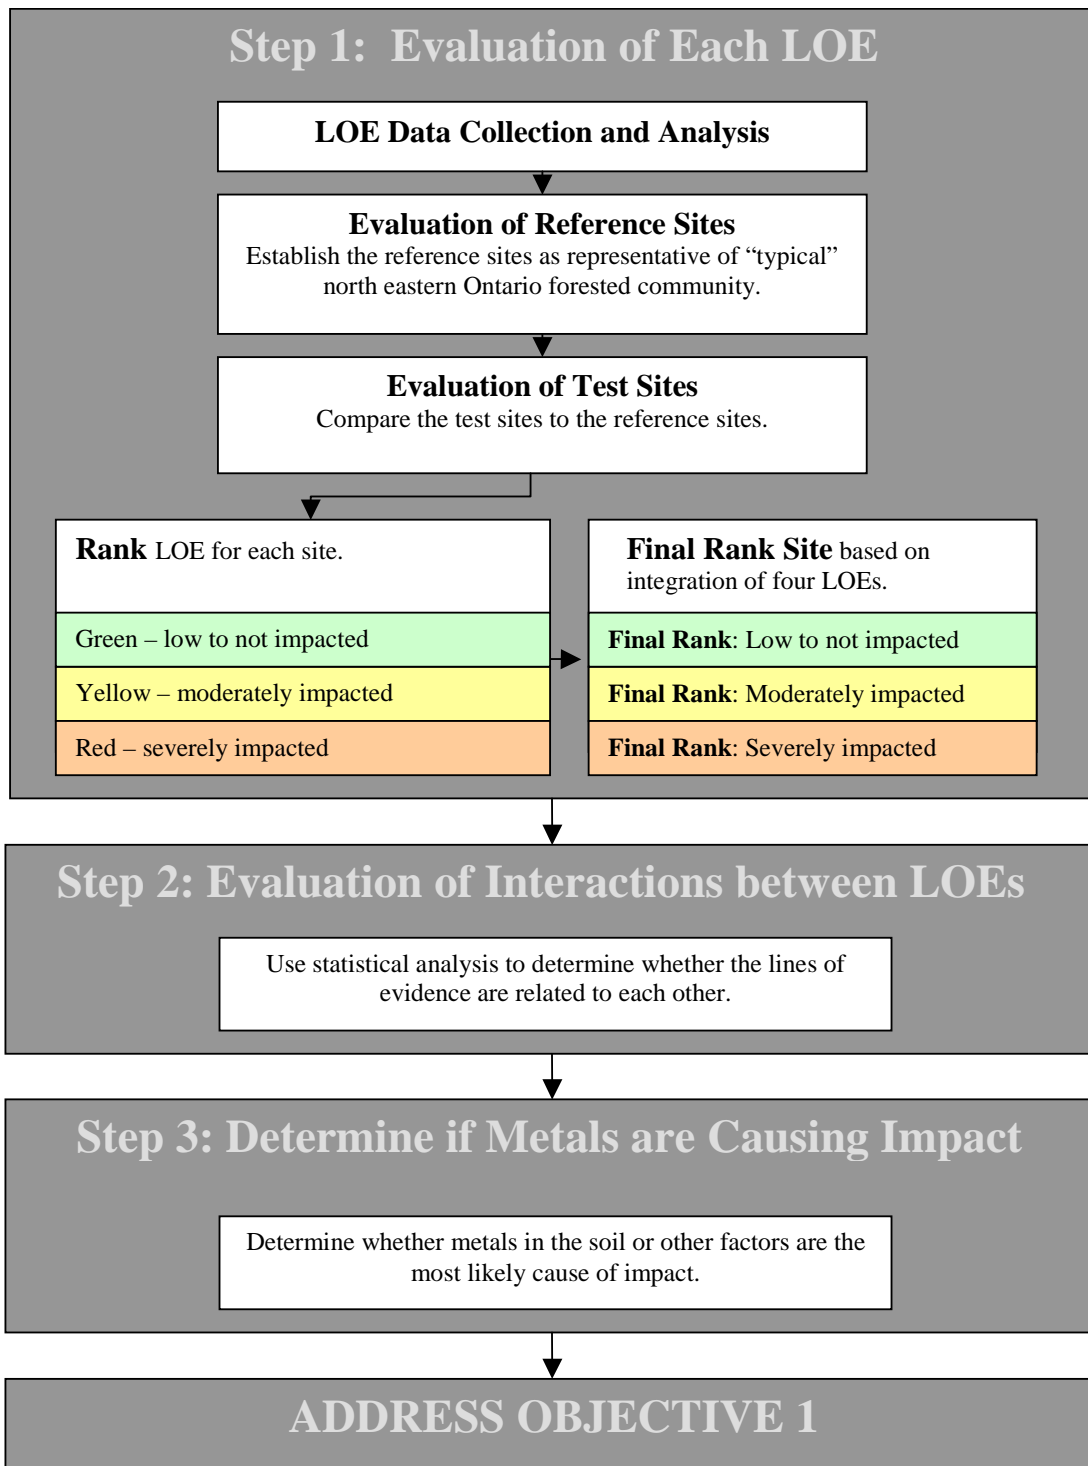 Step 1: Evaluation of Each LOE
LOE Data Collection and Analysis
Evaluation of Reference Sites
Establish the reference sites as representative of “typical”
north eastern Ontario forested community.
Evaluation of Test Sites
Compare the test sites to the reference sites.
Rank LOE for each site.
Green – low to not impacted
Yellow – moderately impacted
Red – severely impacted
Final Rank Site based on
integration of four LOEs.
Final Rank: Low to not impacted
Final Rank: Moderately impacted
Final Rank: Severely impacted
Step 2: Evaluation of Interactions between LOEs
Use statistical analysis to determine whether the lines of
evidence are related to each other.
Step 3: Determine if Metals are Causing Impact
Determine whether metals in the soil or other factors are the
most likely cause of impact.
ADDRESS OBJECTIVE 1